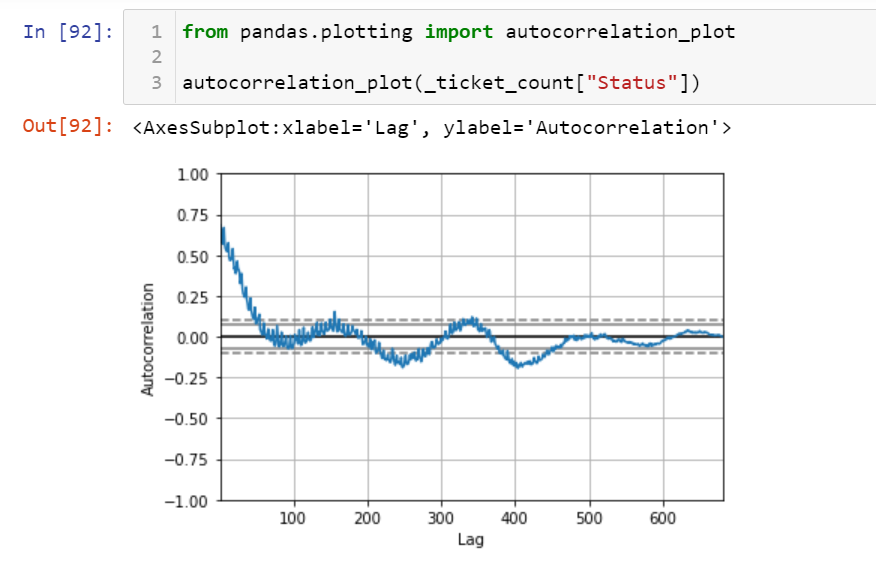 In [92]:
1 from pandas.plotting import autocorrelation_plot
2
3 autocorrelation_plot(_ticket_count["Status"])
Out[92]: <AxesSubplot:xlabel='Lag', ylabel='Autocorrelation'>
1.00
0.75
0.50
0.25
0.00
−0.25
−0.50
−0.75
−1.00
Autocorrelation
100 200 300 400 500 600
Lag